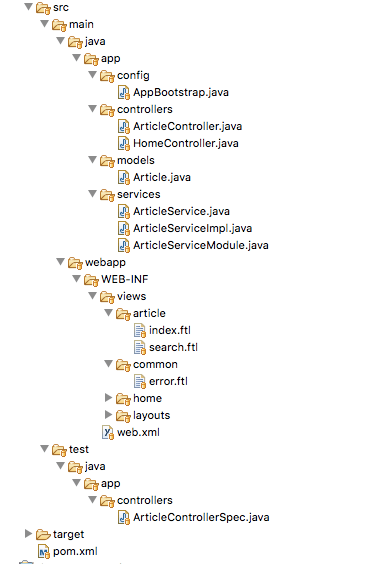 src
main
java
app
config
AppBootstrap.java
controllers
ArticleController.java
HomeController.java
models
Article.java
services
ArticleService.java
ArticleServiceImpl.java
ArticleServiceModule.java
webapp
WEB-INF
views
article
index.ftl
search.ftl
common
error.ftl
home
layouts
web.xml
test
java
app
controllers
ArticleControllerSpec.java
target
pom.xml